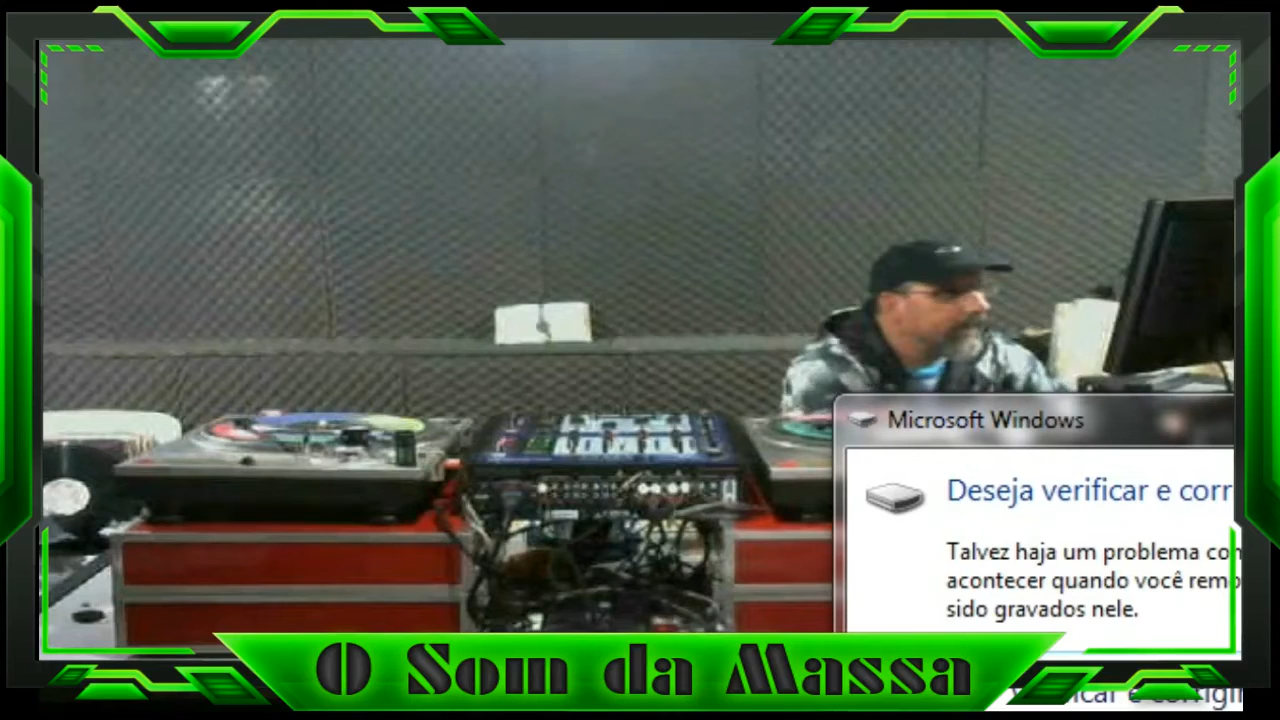 Microsoft Windows
Deseja verificar e corr
Talvez haja um problema con
acontecer quando você remo
sido gravados nele.
O Som da Massa